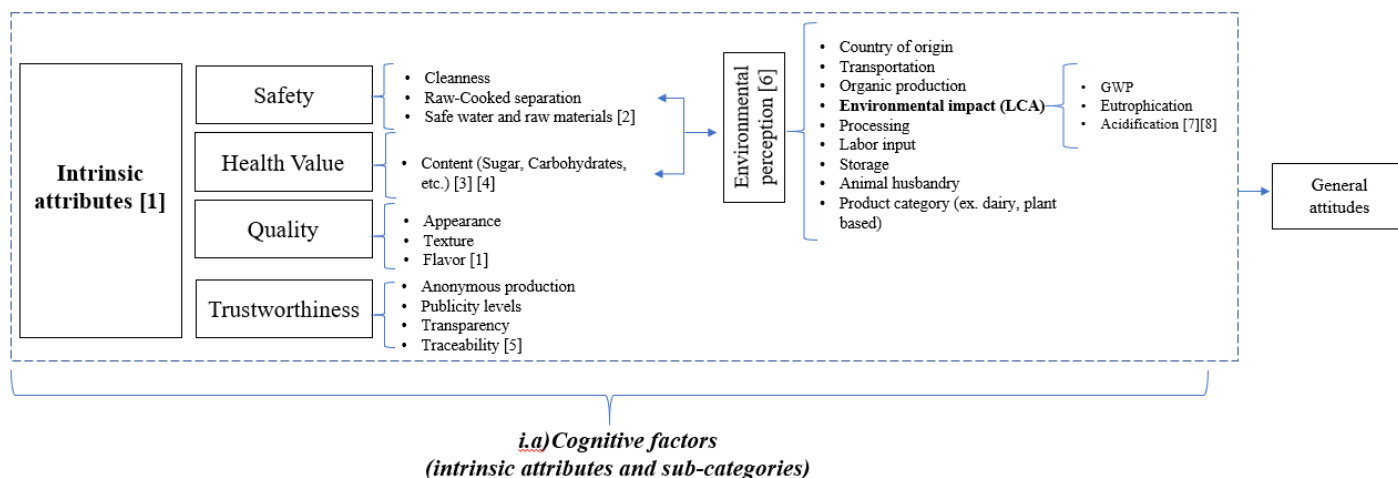 Intrinsic
attributes [1]
Safety
• Cleanness
• Raw-Cooked separation
• Safe water and raw materials [2]
Health Value
• Content (Sugar, Carbohydrates,
etc.) [3] [4]
Quality
• Appearance
• Texture
• Flavor [1]
Trustworthiness
• Anonymous production
• Publicity levels
• Transparency
• Traceability [5]
Environmental
perception [6]
• Country of origin
• Transportation
• Organic production
• Environmental impact (LCA)
• Processing
• Labor input
• Storage
• Animal husbandry
• Product category (ex. dairy, plant
based)
• GWP
• Eutrophication
• Acidification [7][8]
General
attitudes
i.a)Cognitive factors
(intrinsic attributes and sub-categories)